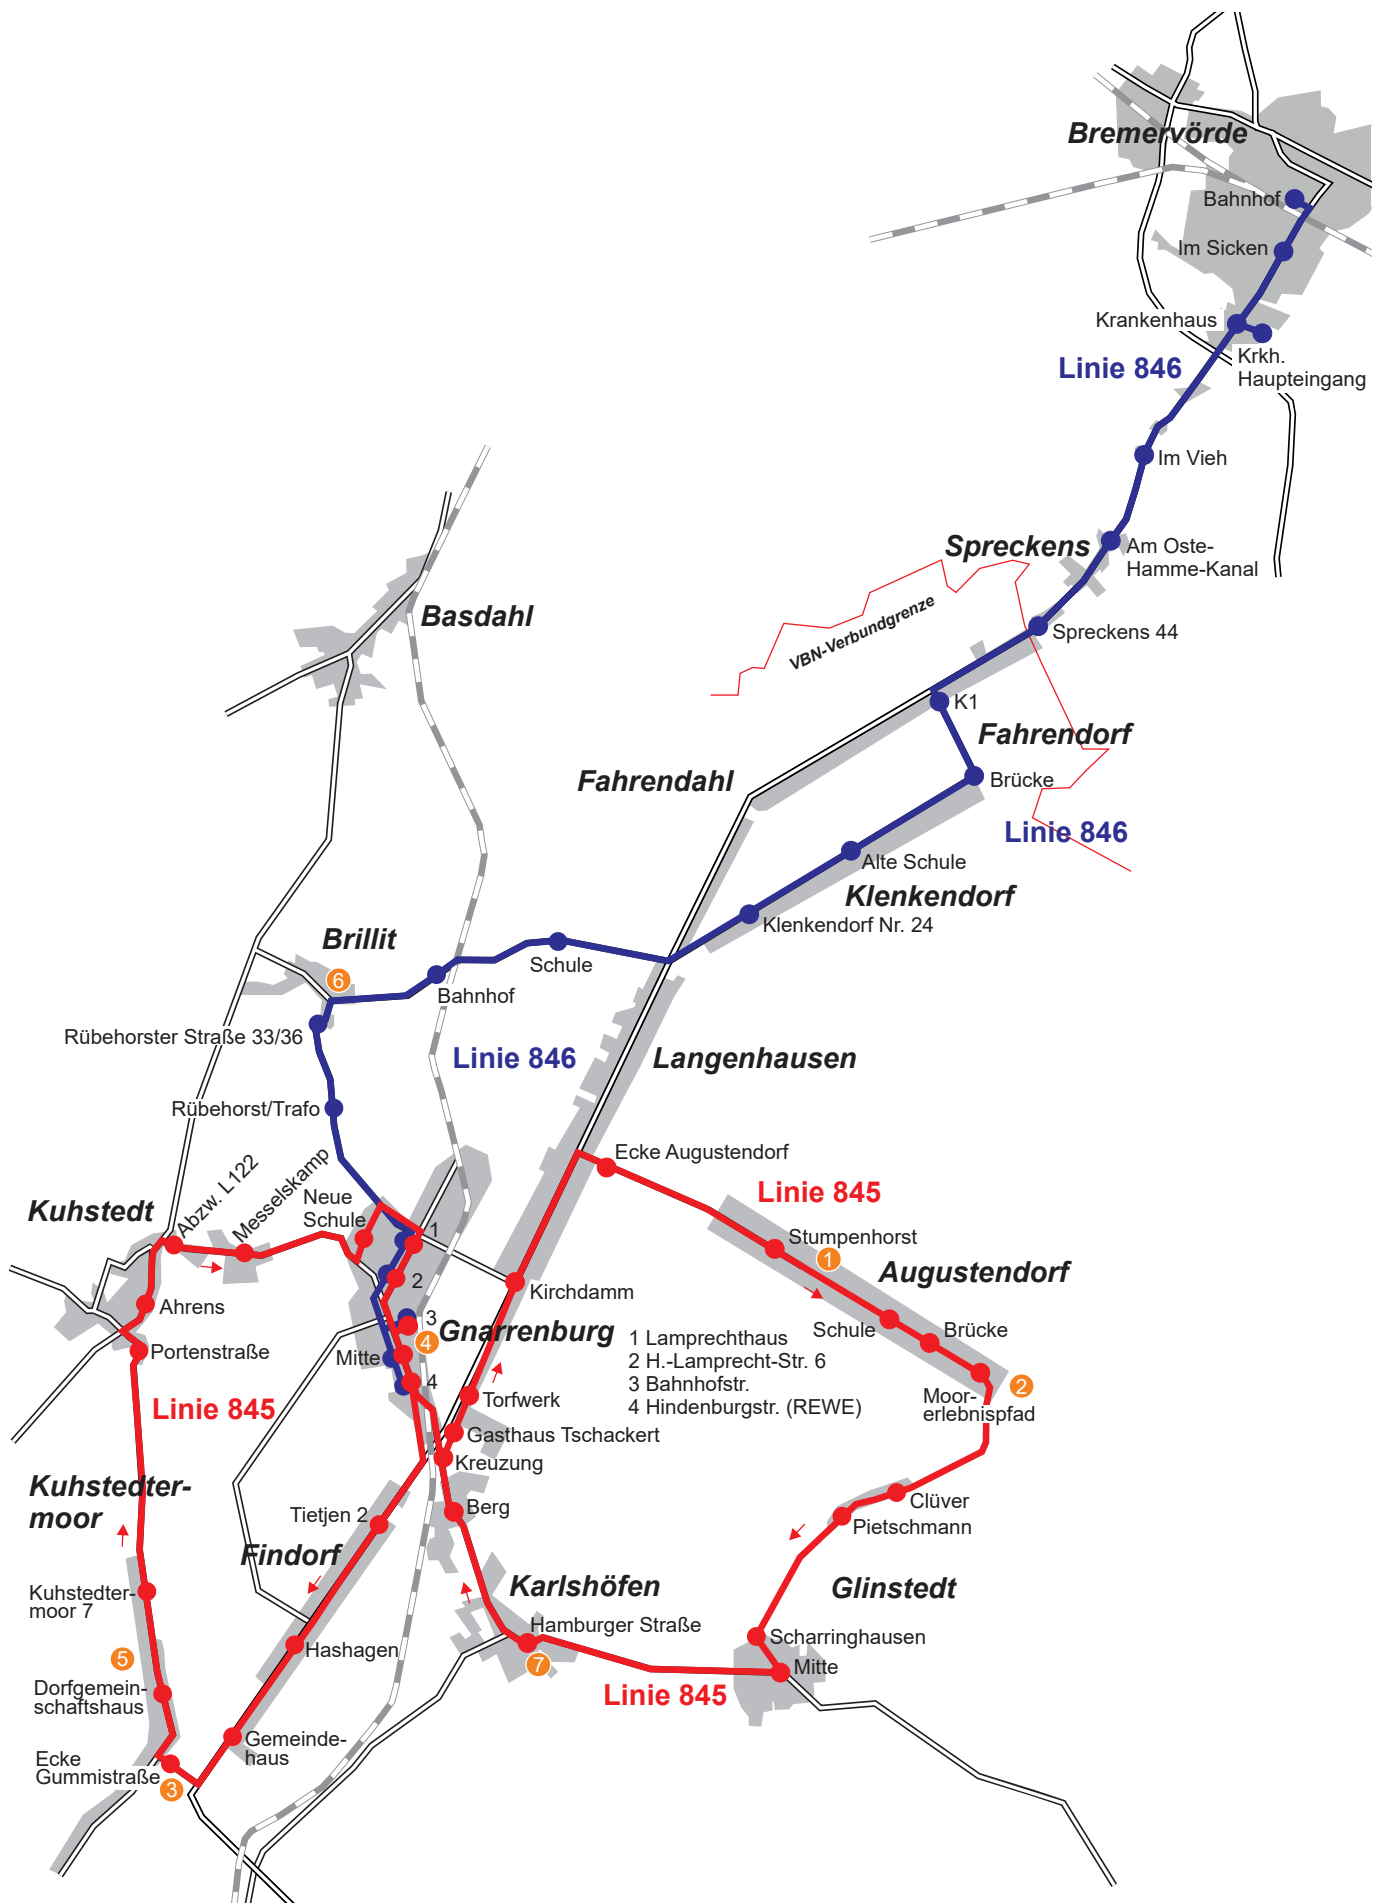 Bremervörde
Bahnhof
Im Sicken
Krankenhaus
Linie 846
Krkh.
Haupteingang
Im Vieh
Spreckens
Am Oste-
Hamme-Kanal
Basdahl
VBN-Verbundgrenze
Spreckens 44
K1
Fahrendorf
Fahrendahl
Brücke
Linie 846
Alte Schule
Klenkendorf
Klenkendorf Nr. 24
Brillit
6
Schule
Bahnhof
Rübehorster Straße 33/36
Linie 846
Langenhausen
Rübehorst/Trafo
Ecke Augustendorf
Linie 845
Kuhstedt
Abzw. L122
Messelskamp
Neue
Schule
1
Stumpenhorst
1
Augustendorf
2
Kirchdamm
Ahrens
3
4
Gnarrenburg
Schule
Brücke
Portenstraße
Mitte
1 Lamprechthaus
2 H.-Lamprecht-Str. 6
3 Bahnhofstr.
4 Hindenburgstr. (REWE)
4
2
Moor-
erlebnispfad
Linie 845
Torfwerk
Gasthaus Tschackert
Kreuzung
Kuhstedter-
moor
Clüver
Pietschmann
Berg
Tietjen 2
Findorf
Karlshöfen
Glinstedt
Kuhstedter-
moor 7
Hamburger Straße
Scharringhausen
Hashagen
5
7
Mitte
Linie 845
Dorfgemein-
schaftshaus
Gemeinde-
haus
Ecke
Gummistraße
3